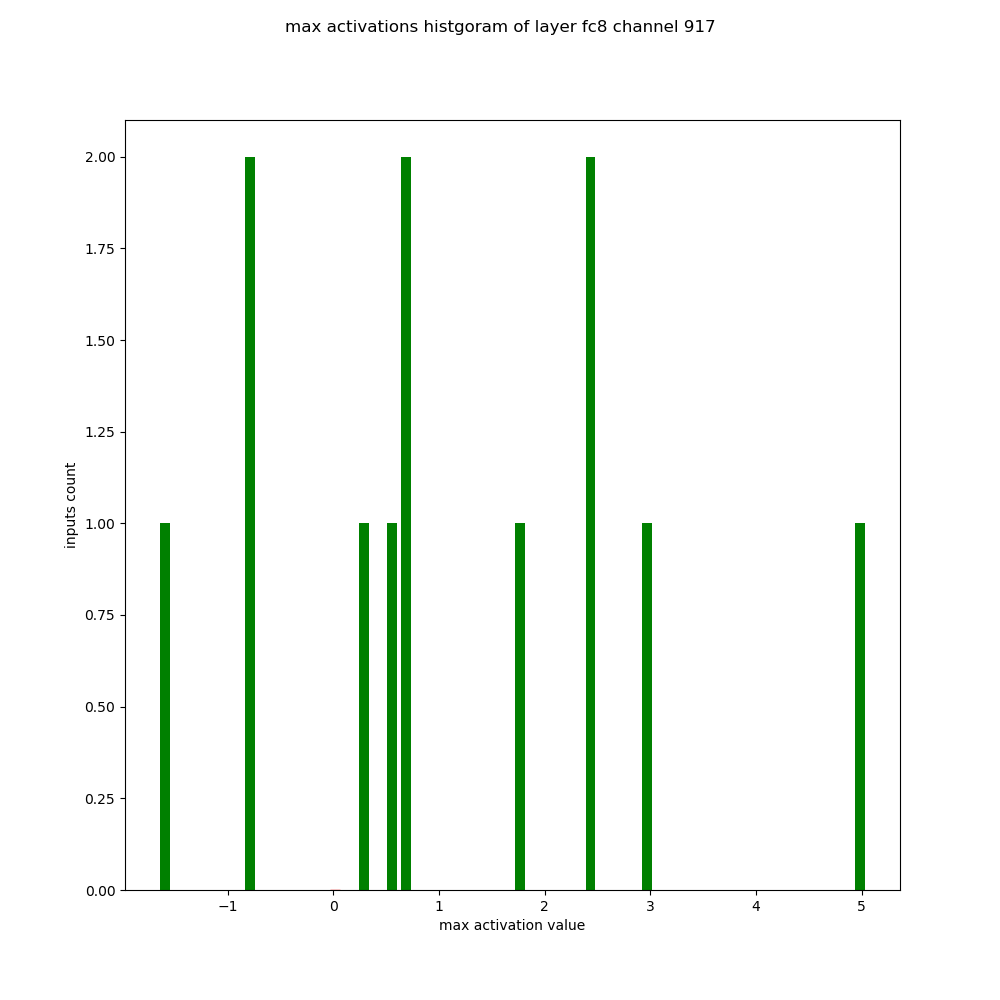 max activations histgoram of layer fc8 channel 917
2.00
1.75
1.50
1.25
1.00
0.75
0.50
0.25
0.00
inputs count
−1 0 1 2 3 4 5
max activation value